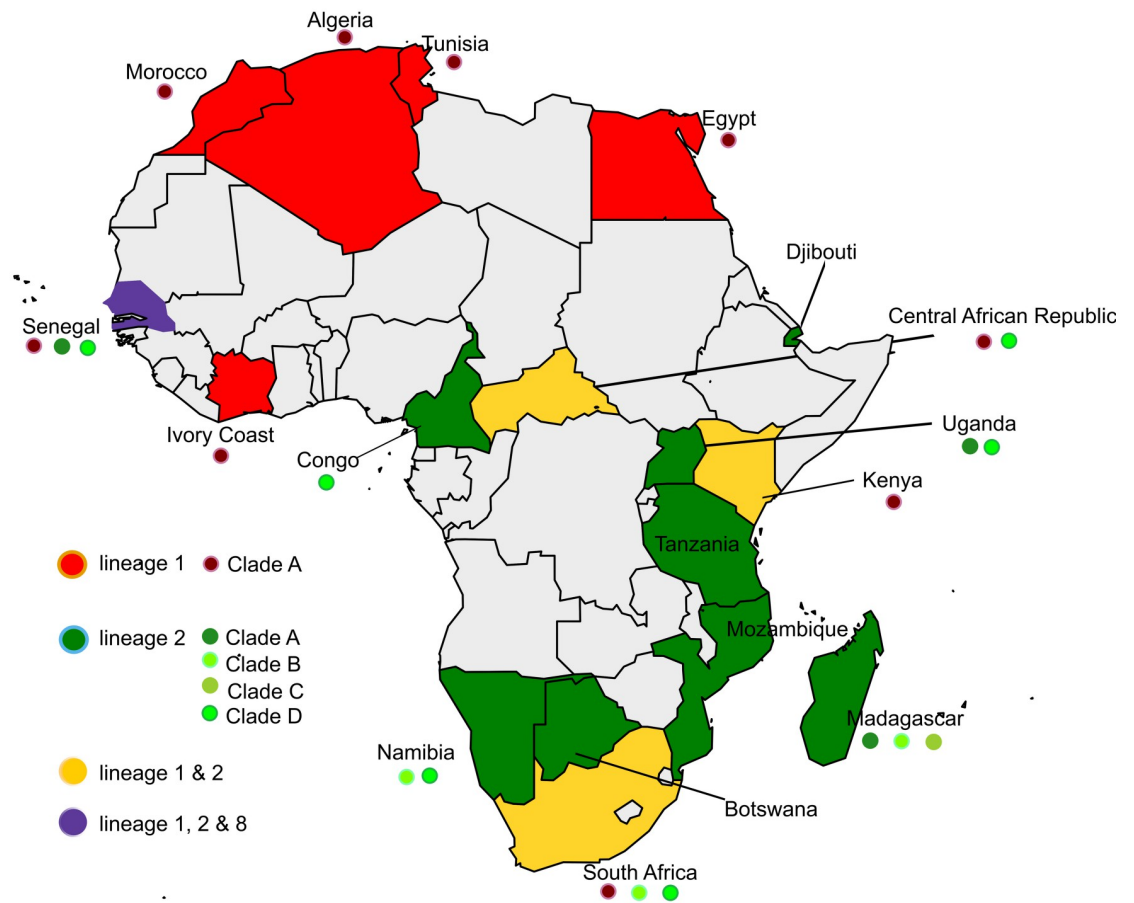 Algeria
Tunisia
Morocco
Egypt
Djibouti
Central African Republic
Senegal
Uganda
Ivory Coast
Congo
Kenya
Tanzania
lineage 1
Clade A
Mozambique
lineage 2
Clade A
Clade B
Clade C
Clade D
Madagascar
Namibia
lineage 1 & 2
Botswana
lineage 1, 2 & 8
South Africa